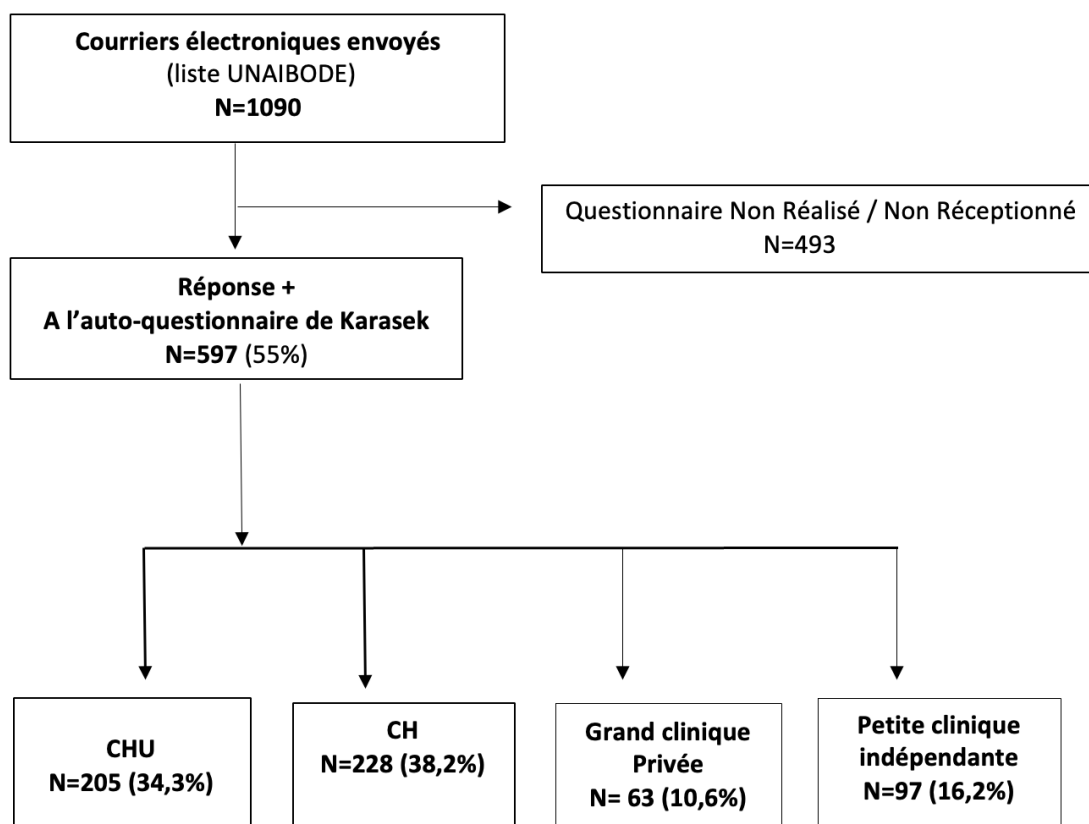 Courriers électroniques envoyés
(liste UNAIBODE)
N=1090
Questionnaire Non Réalisé / Non Réceptionné
N=493
Réponse +
A l'auto-questionnaire de Karasek
N=597 (55%)
CHU
N=205 (34,3%)
CH
N=228 (38,2%)
Grand clinique
Privée
N= 63 (10,6%)
Petite clinique
indépendante
N=97 (16,2%)